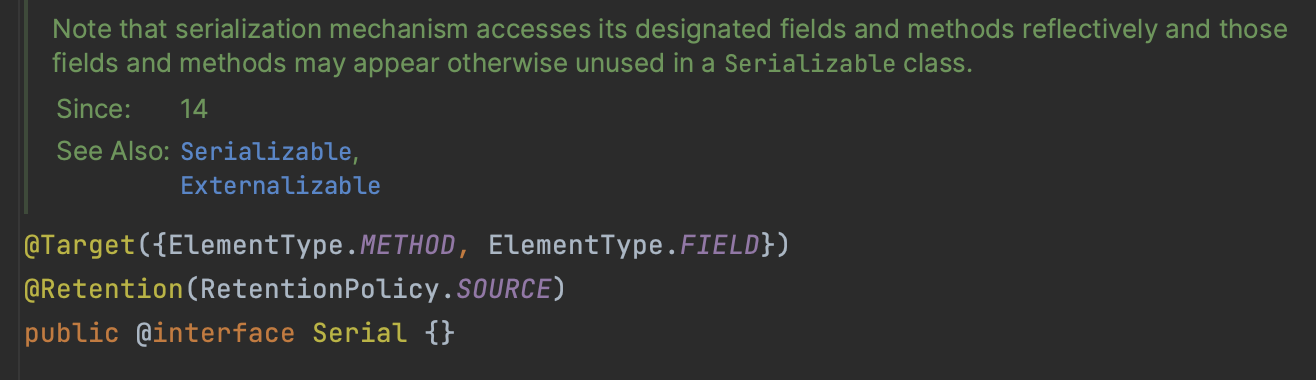 Note that serialization mechanism accesses its designated fields and methods reflectively and those
fields and methods may appear otherwise unused in a Serializable class.
Since: 14
See Also: Serializable,
Externalizable
@Target({ElementType.METHOD, ElementType.FIELD})
@Retention(RetentionPolicy.SOURCE)
public @interface Serial {}